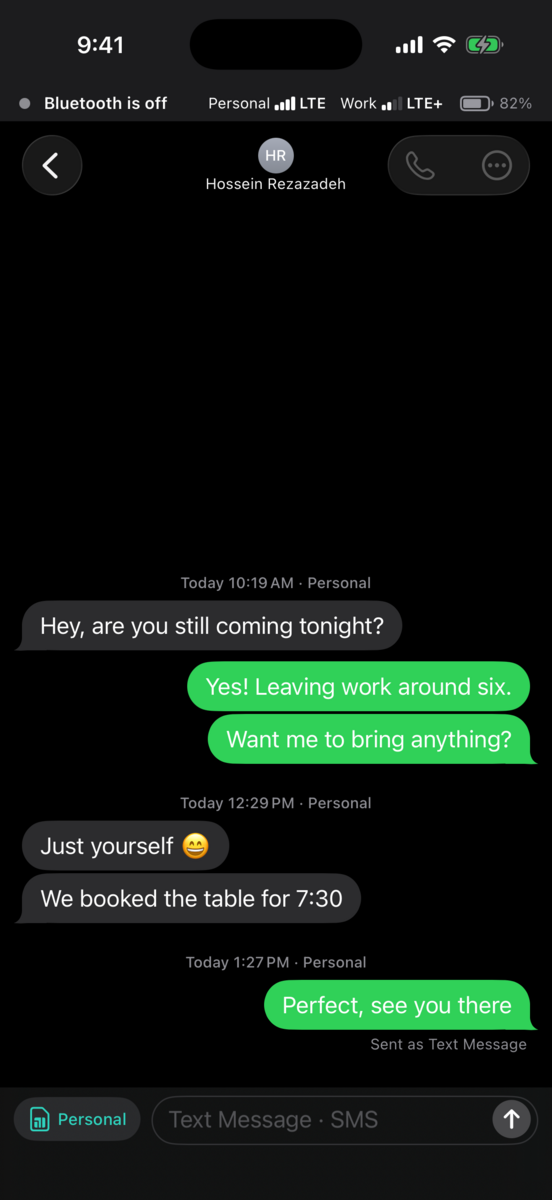 9:41
Bluetooth is off Personal LTE Work LTE+ 82%
HR
Hossein Rezazadeh
Today 10:19 AM · Personal
Hey, are you still coming tonight?
Yes! Leaving work around six.
Want me to bring anything?
Today 12:29 PM · Personal
Just yourself 😄
We booked the table for 7:30
Today 1:27 PM · Personal
Perfect, see you there
Sent as Text Message
Personal Text Message · SMS